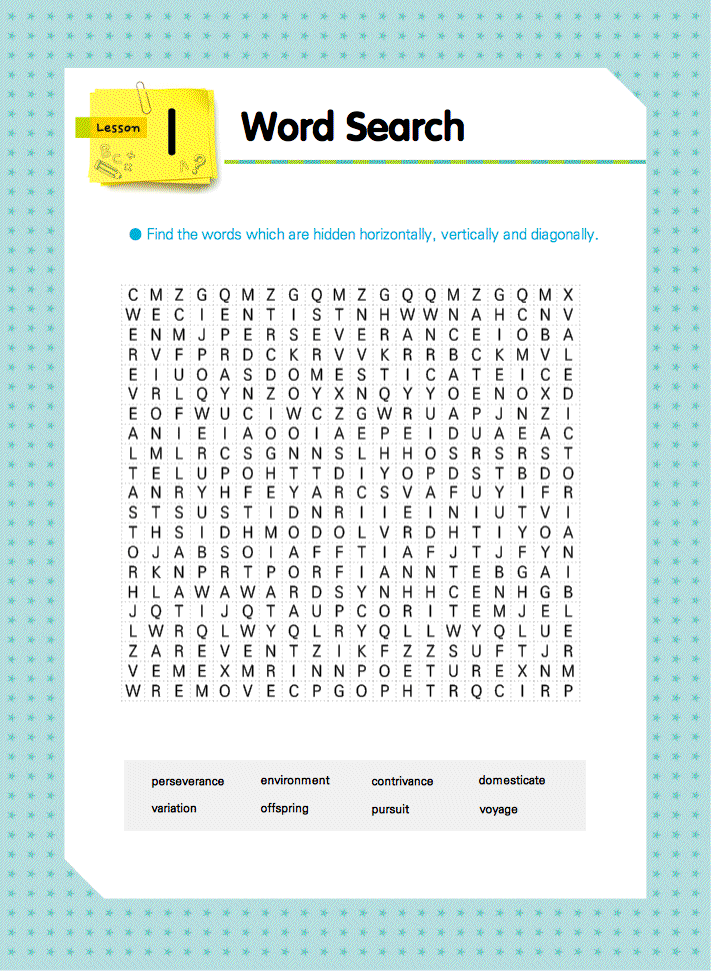 Lesson
1
Word Search
Find the words which are hidden horizontally, vertically and diagonally.
C M Z G Q M Z G Q M Z G Q Q M Z G Q M X
W E C I E N T I S T N H W W N A H C N V
E N M J P E R S E V E R A N C E I O B A
R V F P R D C K R V V K R R B C K M V L
E I U O A S D O M E S T I C A T E I C E
V R L Q Y N Z O Y X N Q Y Y O E N O X D
E O F W U C I W C Z G W R U A P J N Z I
A N I E I A O O I A E P E I D U A E A C
L M L R C S G N N S L H H O S R S R S T
T E L U P O H T T D I Y O P D S T B D O
A N R Y H F E Y A R C S V A F U Y I F R
S T S U S T I D N R I I E I N I U T V I
T H S I D H M O D O L V R D H T I Y O A
O J A B S O I A F F T I A F J T J F Y N
R K N P R T P O R F I A N N T E B G A I
H L A W A W A R D S Y N H H C E N H G B
J Q T I J Q T A U P C O R I T E M J E L
L W R Q L W Y Q L R Y Q L L W Y Q L U E
Z A R E V E N T Z I K F Z Z S U F T J R
V E M E X M R I N N P O E T U R E X N M
W R E M O V E C P G O P H T R Q C I R P
perseverance environment contrivance domesticate
variation offspring pursuit voyage